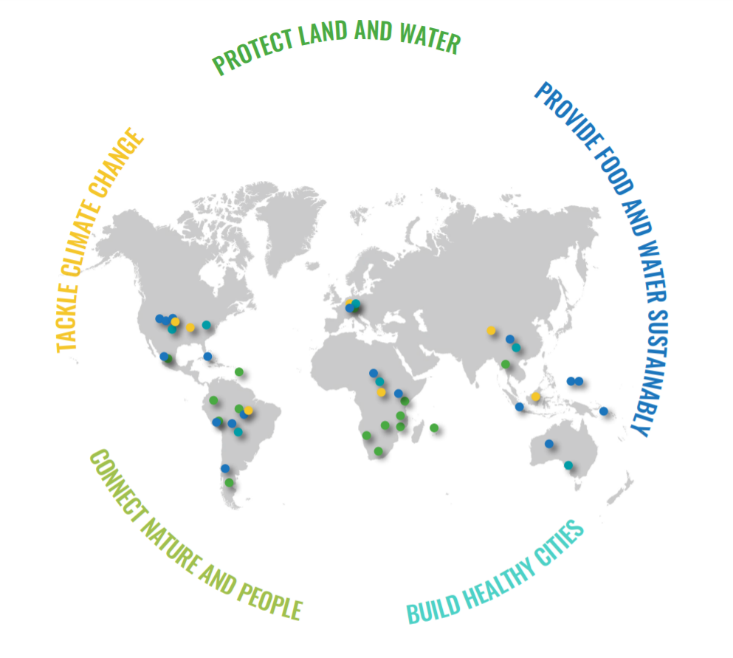 PROTECT LAND AND WATER
PROVIDE FOOD AND WATER SUSTAINABLY
TACKLE CLIMATE CHANGE
CONNECT NATURE AND PEOPLE
BUILD HEALTHY CITIES